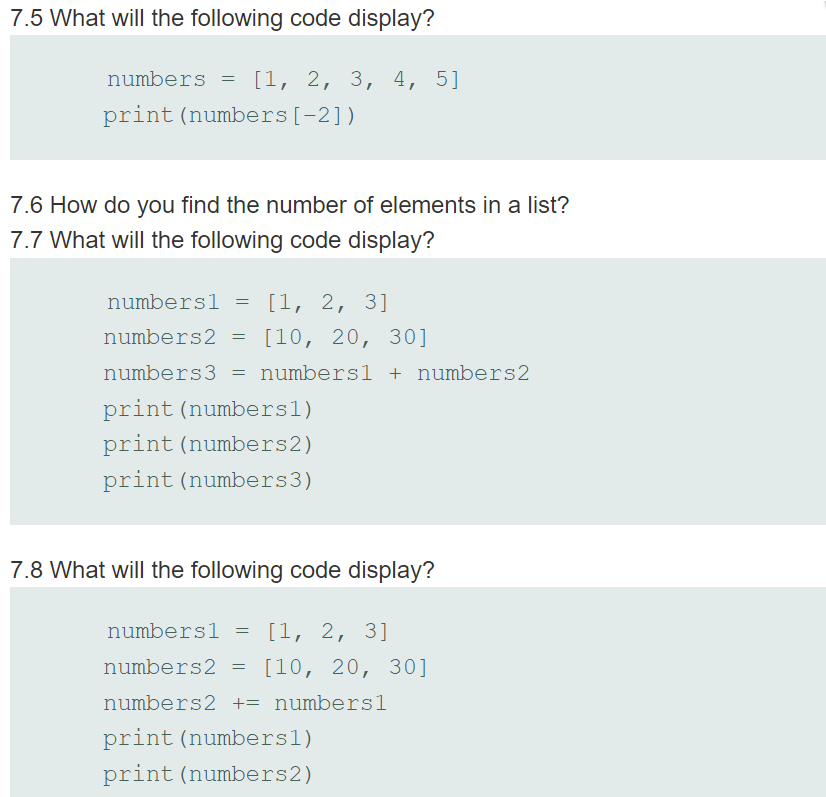 7.5 What will the following code display?
numbers = [1, 2, 3, 4, 5]
print(numbers[−2])
7.6 How do you find the number of elements in a list?
7.7 What will the following code display?
numbers1 = [1, 2, 3]
numbers2 = [10, 20, 30]
numbers3 = numbers1 + numbers2
print(numbers1)
print(numbers2)
print(numbers3)
7.8 What will the following code display?
numbers1 = [1, 2, 3]
numbers2 = [10, 20, 30]
numbers2 += numbers1
print(numbers1)
print(numbers2)